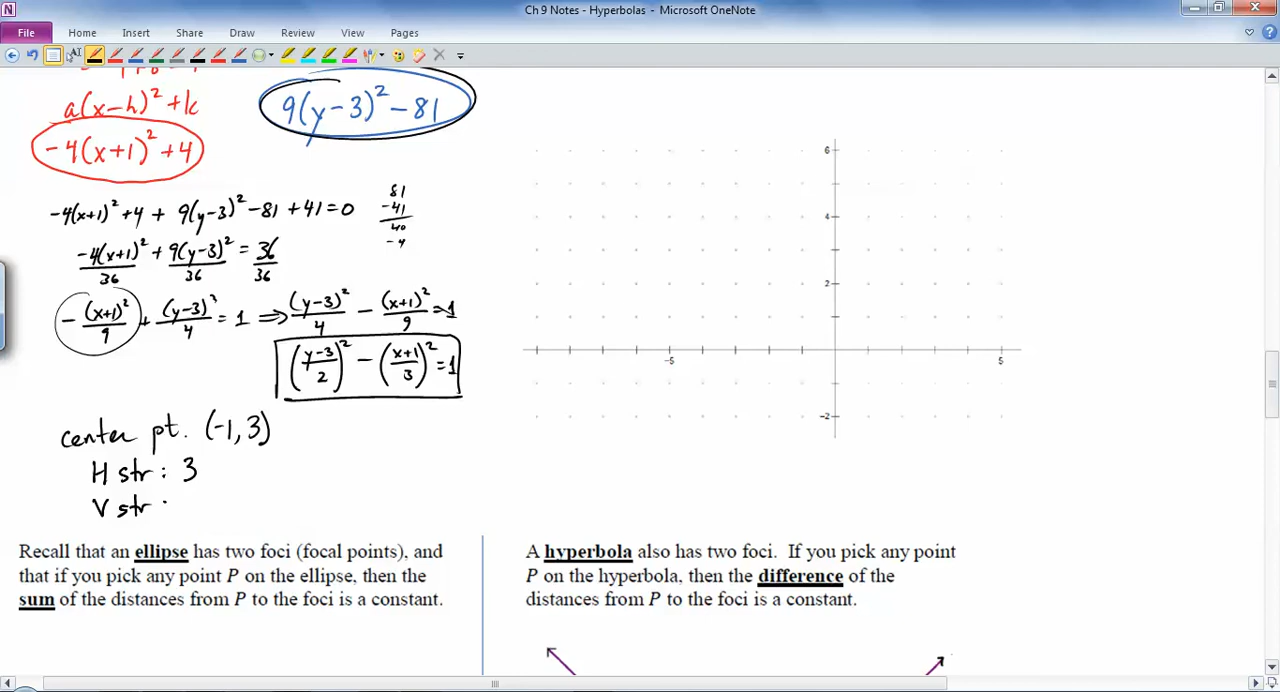 Ch 9 Notes - Hyperbolas - Microsoft OneNote
File Home Insert Share Draw Review View Pages
a(x-h)² + k
-4(x+1)² + 4
9(y-3)² - 81
-4(x+1)² + 4 + 9(y-3)² - 81 + 41 = 0
81
-41
40
-4
-4(x+1)²/36 + 9(y-3)²/36 = 36/36
-(x+1)²/9 + (y-3)²/4 = 1 ⇒ (y-3)²/4 - (x+1)²/9 = 1
((y-3)/2)² - ((x+1)/3)² = 1
center pt. (-1, 3)
H str: 3
V str :
6
4
2
-5
5
-2
Recall that an ellipse has two foci (focal points), and
that if you pick any point P on the ellipse, then the
sum of the distances from P to the foci is a constant.
A hyperbola also has two foci. If you pick any point
P on the hyperbola, then the difference of the
distances from P to the foci is a constant.